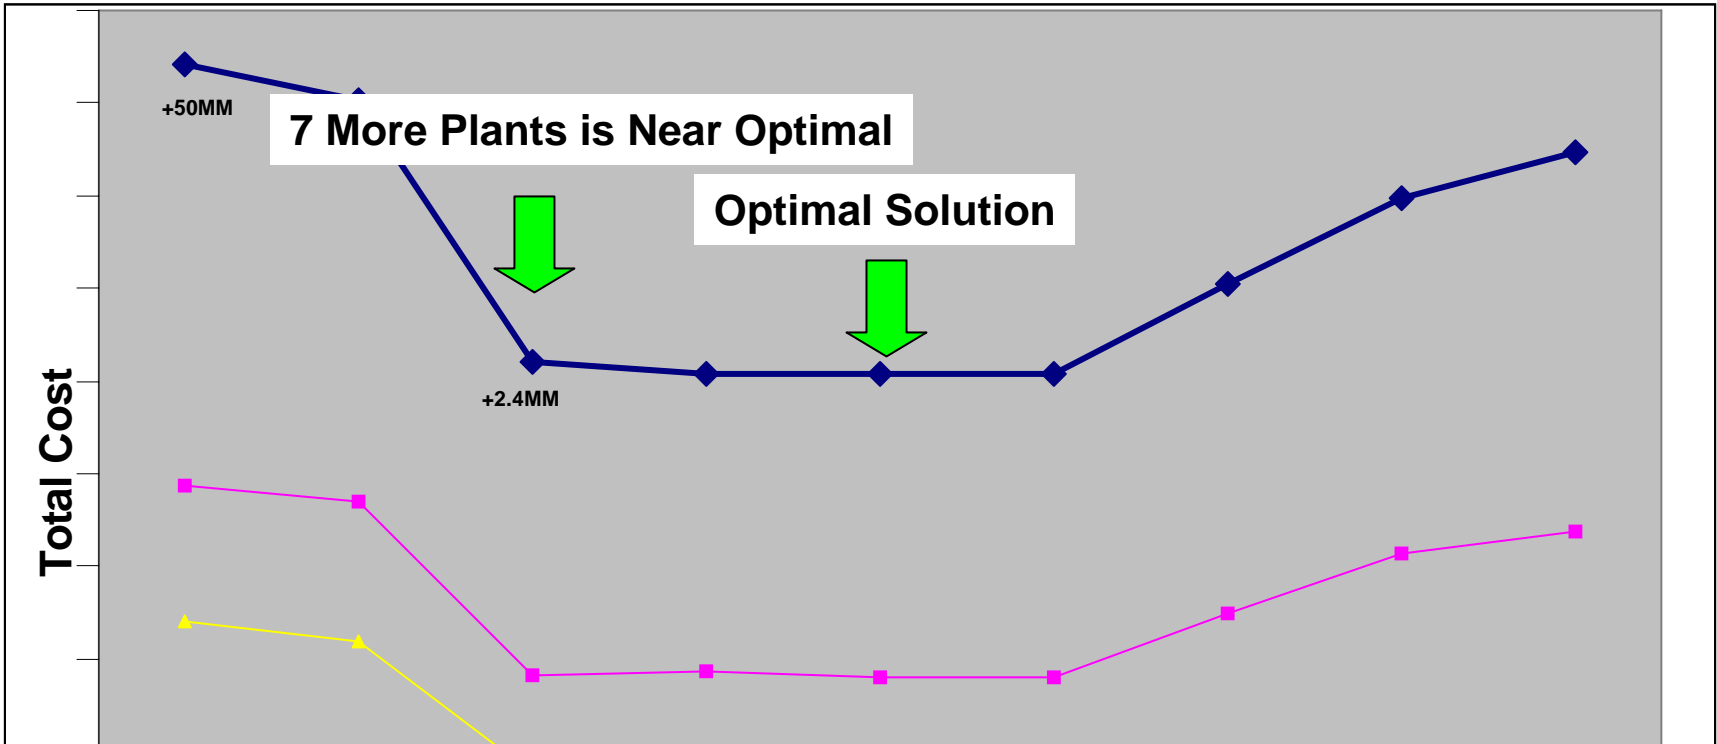 +50MM
7 More Plants is Near Optimal
Optimal Solution
+2.4MM
Total Cost